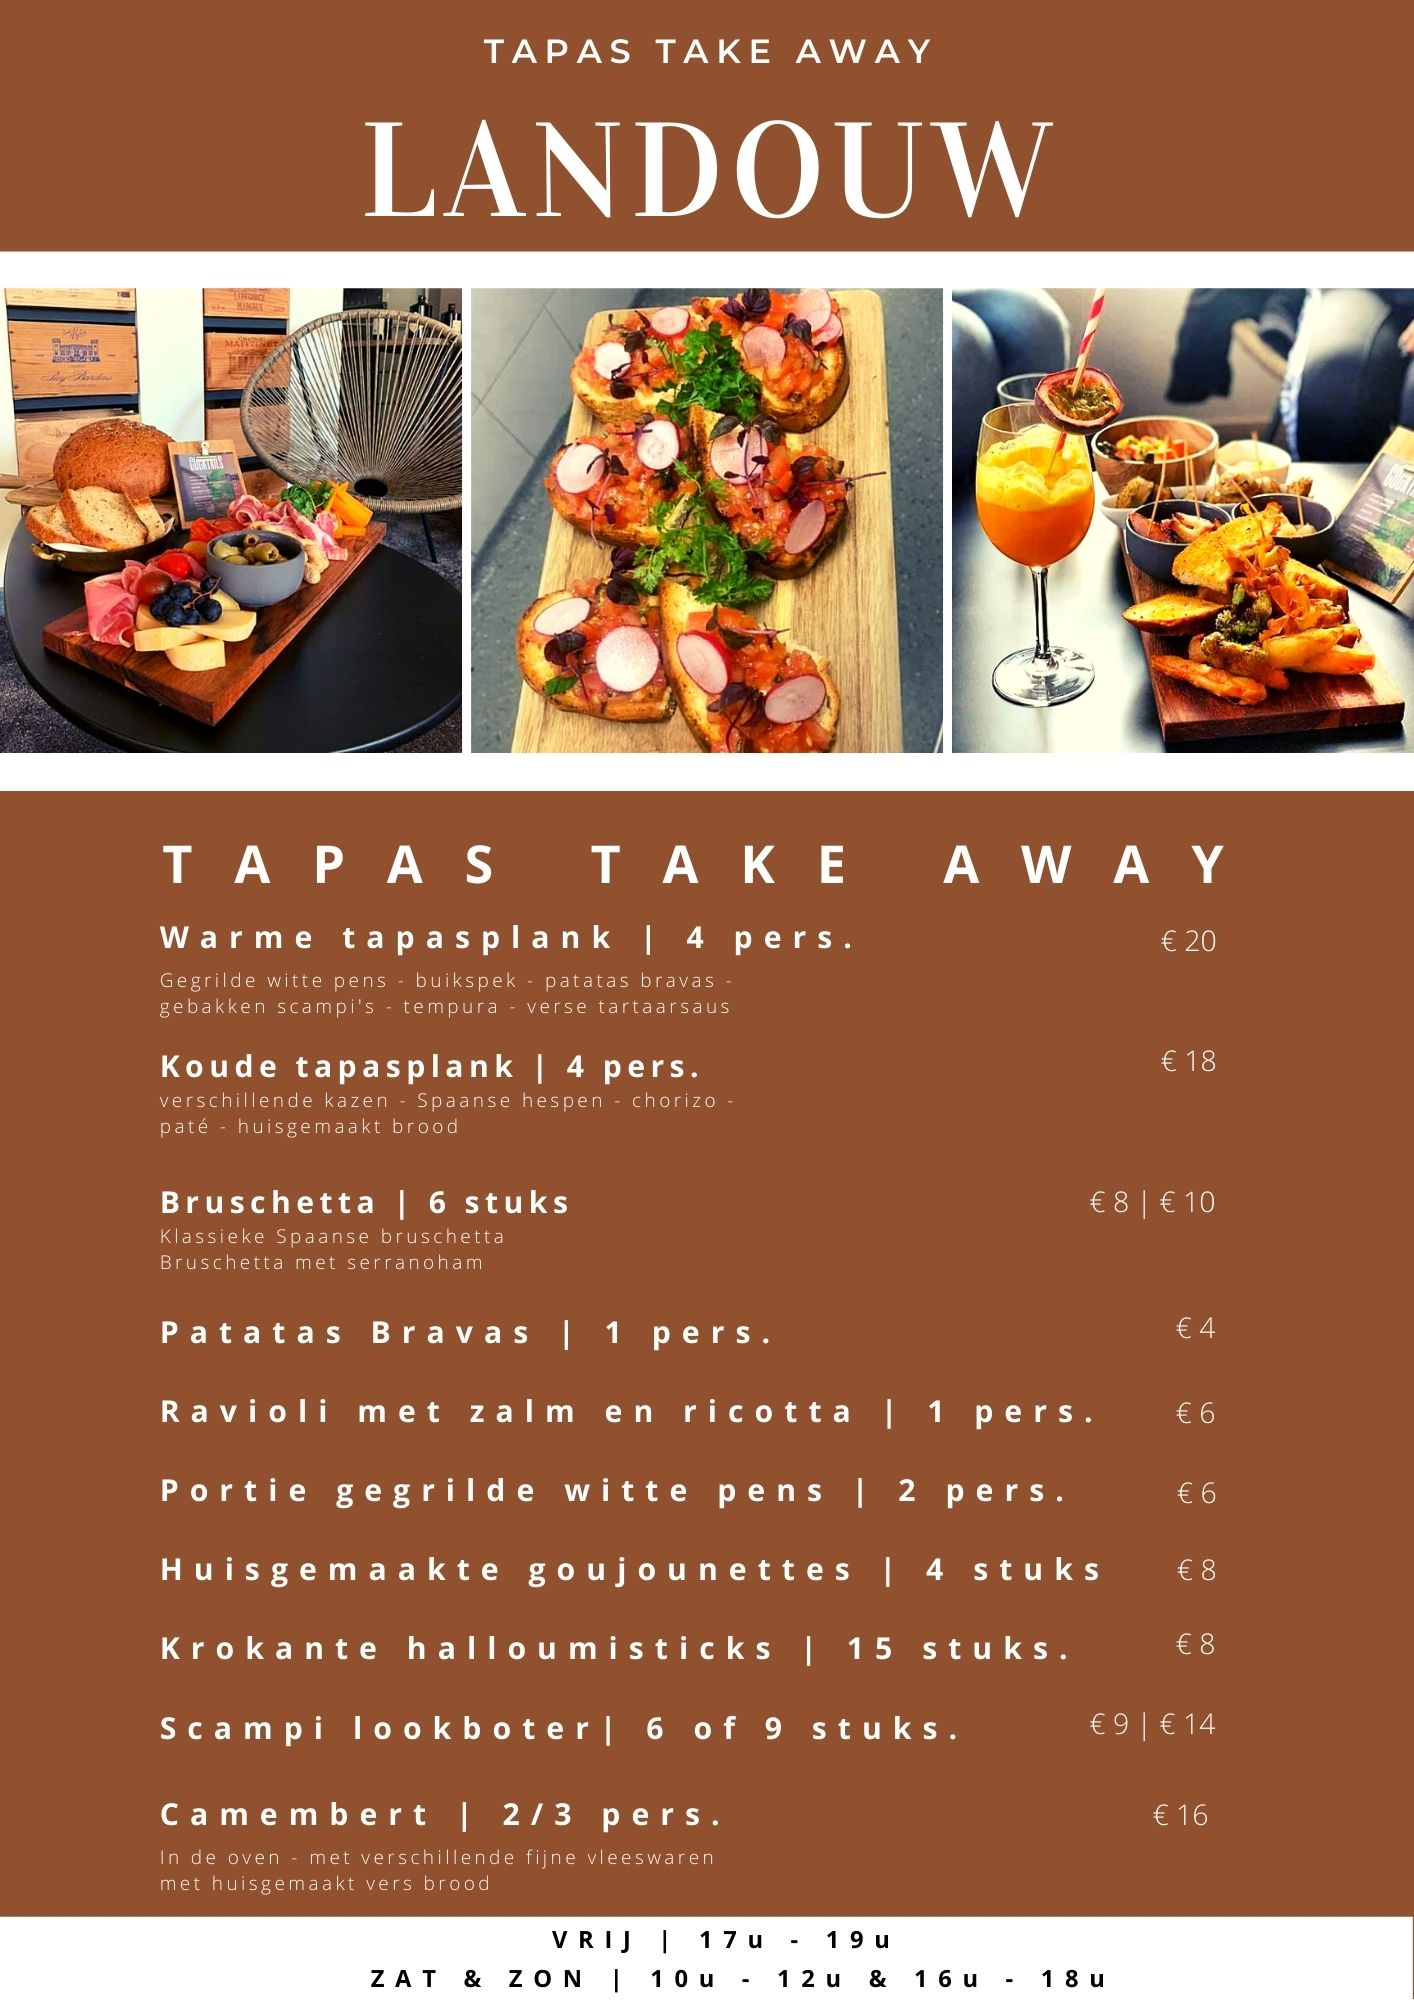 TAPAS TAKE AWAY
LANDOUW
COCKTAILS
TAPAS TAKE AWAY
Warme tapasplank | 4 pers.
€ 20
Gegrilde witte pens - buikspek - patatas bravas -
gebakken scampi's - tempura - verse tartaarsaus
Koude tapasplank | 4 pers.
€ 18
verschillende kazen - Spaanse hespen - chorizo -
paté - huisgemaakt brood
Bruschetta | 6 stuks
€ 8 | € 10
Klassieke Spaanse bruschetta
Bruschetta met serranoham
Patatas Bravas | 1 pers.
€ 4
Ravioli met zalm en ricotta | 1 pers.
€ 6
Portie gegrilde witte pens | 2 pers.
€ 6
Huisgemaakte goujounettes | 4 stuks
€ 8
Krokante halloumisticks | 15 stuks.
€ 8
Scampi lookboter| 6 of 9 stuks.
€ 9 | € 14
Camembert | 2/3 pers.
€ 16
In de oven - met verschillende fijne vleeswaren
met huisgemaakt vers brood
VRIJ | 17u - 19u
ZAT & ZON | 10u - 12u & 16u - 18u